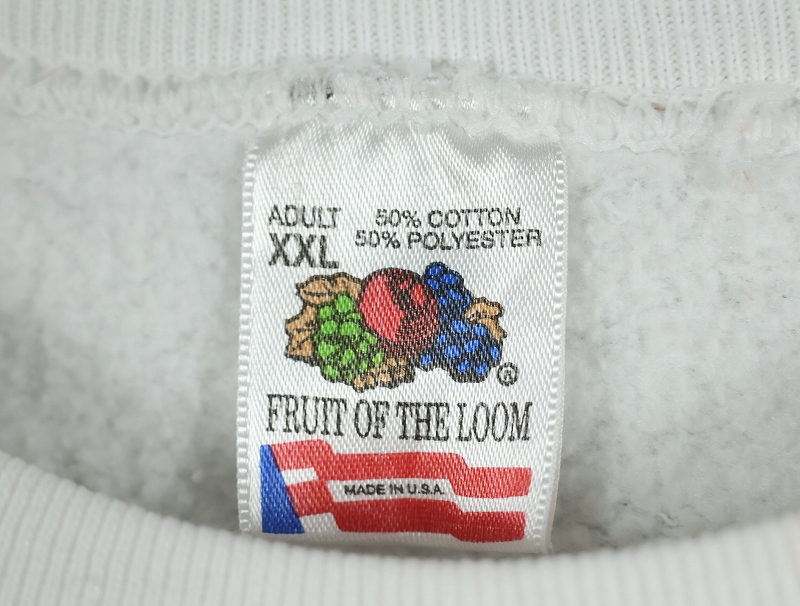 ADULT
XXL
50% COTTON
50% POLYESTER
®
FRUIT OF THE LOOM
MADE IN U.S.A.